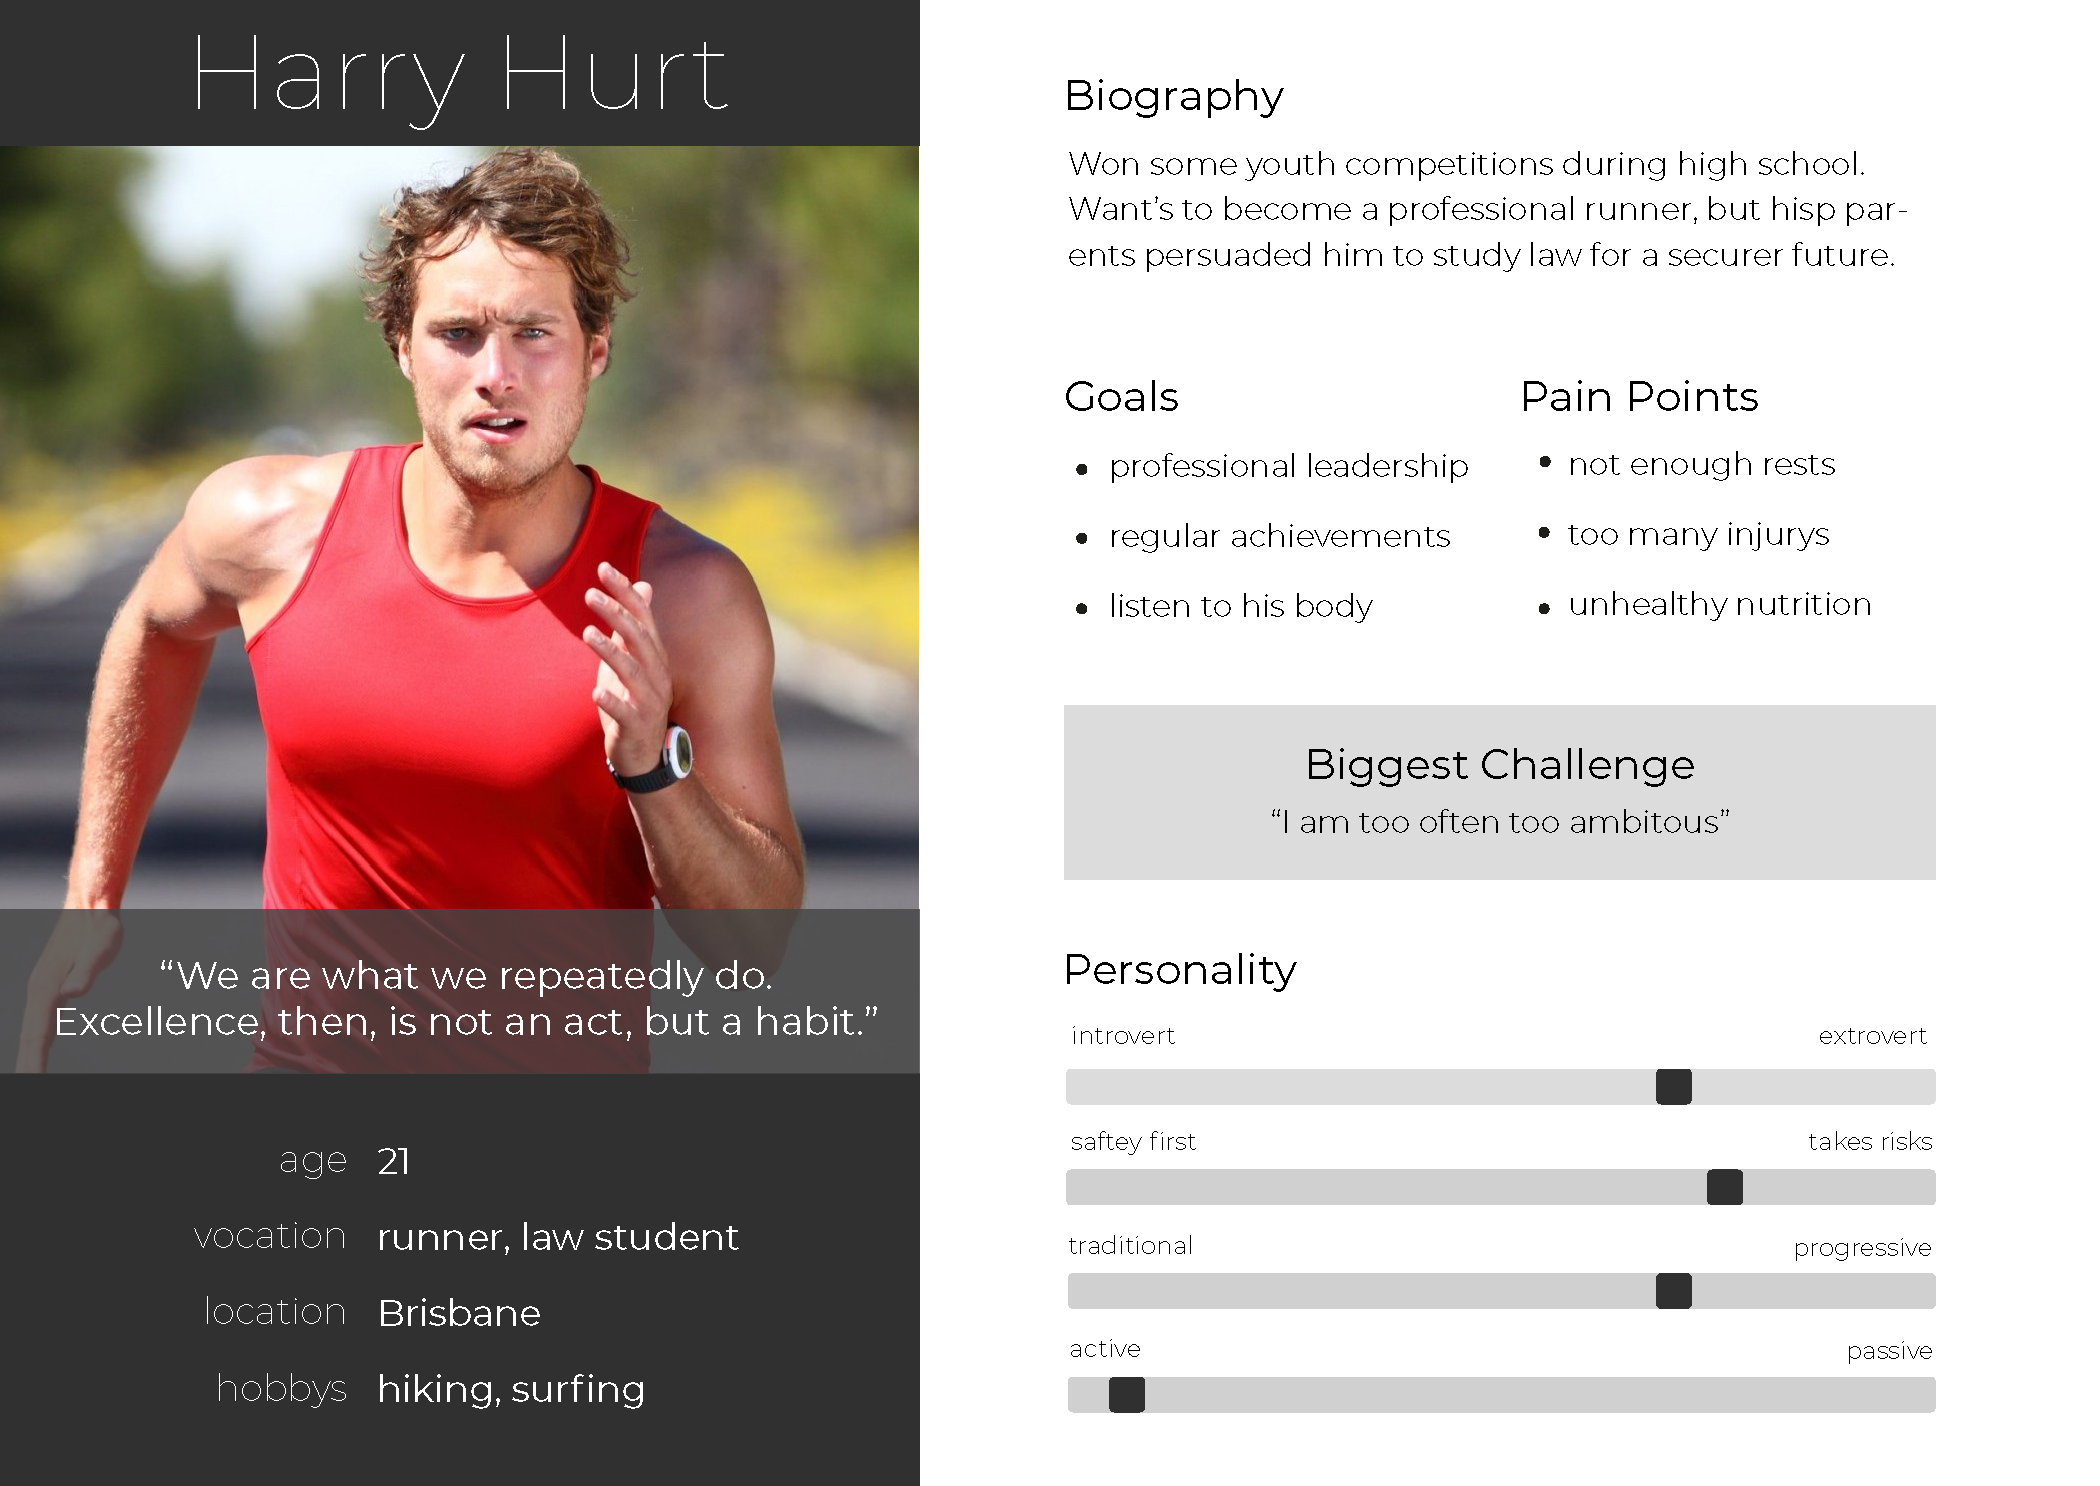 Harry Hurt
“We are what we repeatedly do.
Excellence, then, is not an act, but a habit.”
age 21
vocation runner, law student
location Brisbane
hobbys hiking, surfing
Biography
Won some youth competitions during high school.
Want’s to become a professional runner, but hisp par-
ents persuaded him to study law for a securer future.
Goals
• professional leadership
• regular achievements
• listen to his body
Pain Points
• not enough rests
• too many injurys
• unhealthy nutrition
Biggest Challenge
“I am too often too ambitous”
Personality
introvert extrovert
saftey first takes risks
traditional progressive
active passive